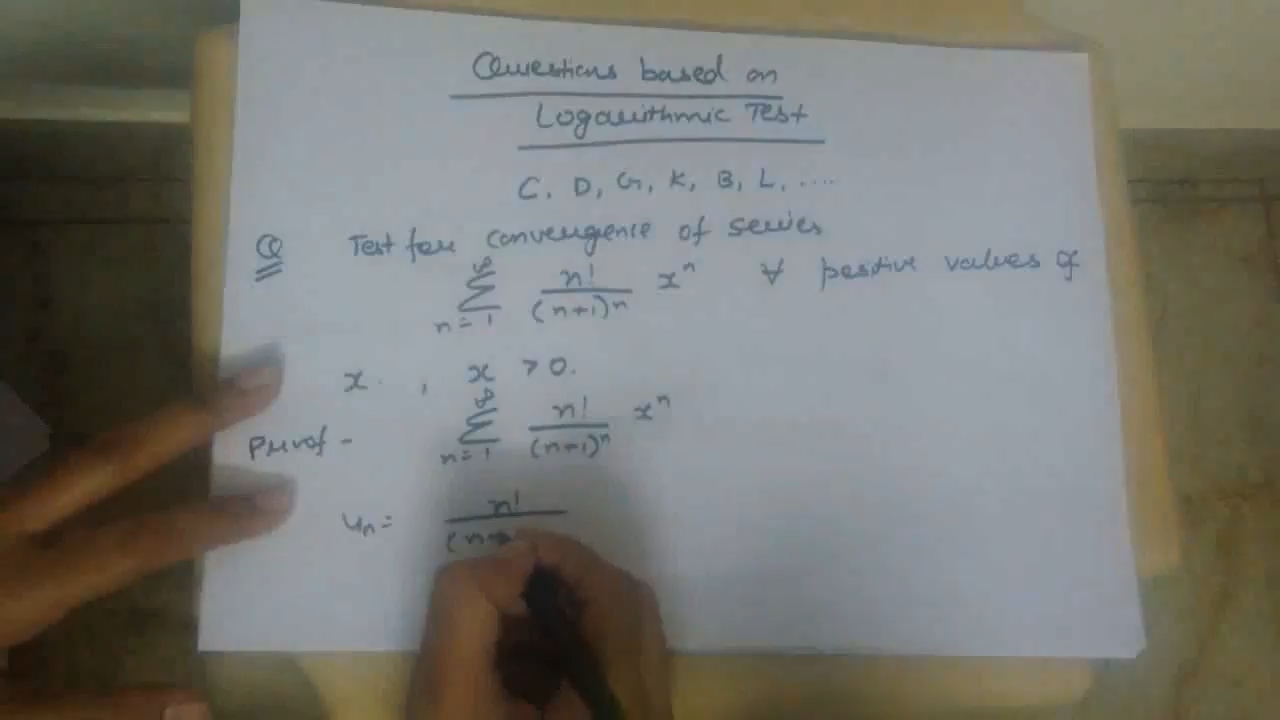 Questions based on
Logarithmic Test
C, D, G, K, B, L, ....
Q Test for convergence of series
∞ ∑ n=1 n!/(n+1)^n x^n ∀ positive values of
x. , x > 0.
Proof - ∞ ∑ n=1 n!/(n+1)^n x^n
u_n = n!/(n+